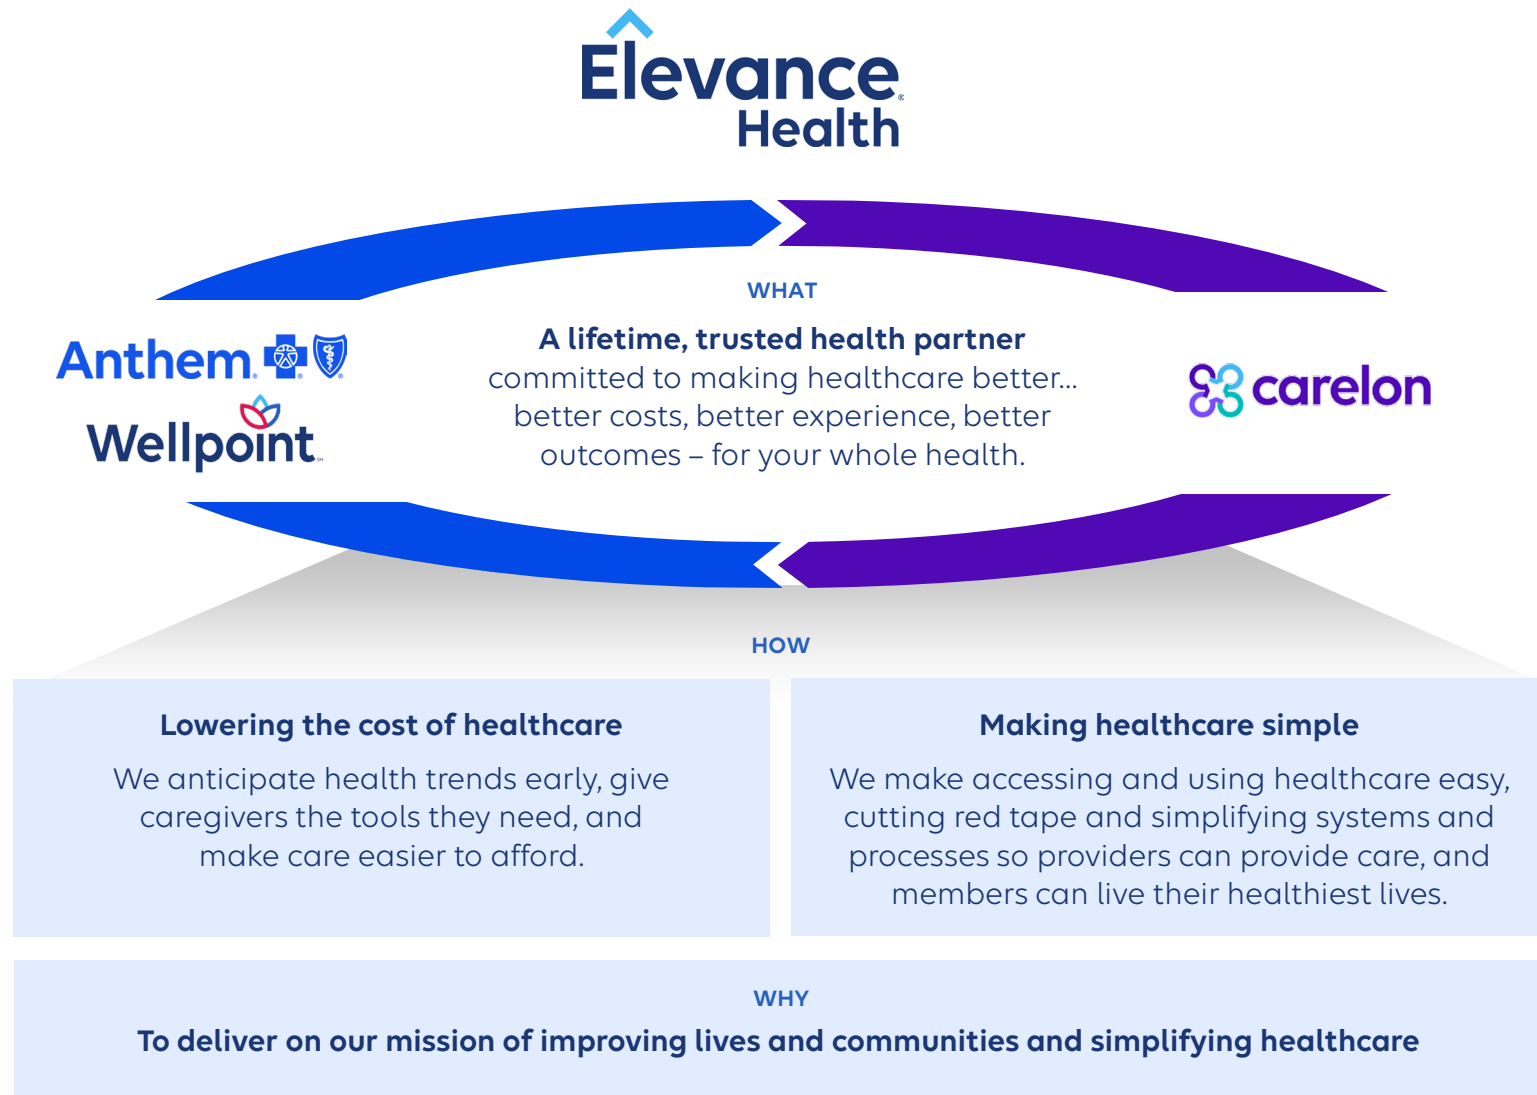 Elevance
Health
WHAT
A lifetime, trusted health partner
committed to making healthcare better...
better costs, better experience, better
outcomes – for your whole health.
Anthem
Wellpoint
carelon
HOW
Lowering the cost of healthcare
We anticipate health trends early, give
caregivers the tools they need, and
make care easier to afford.
Making healthcare simple
We make accessing and using healthcare easy,
cutting red tape and simplifying systems and
processes so providers can provide care, and
members can live their healthiest lives.
WHY
To deliver on our mission of improving lives and communities and simplifying healthcare